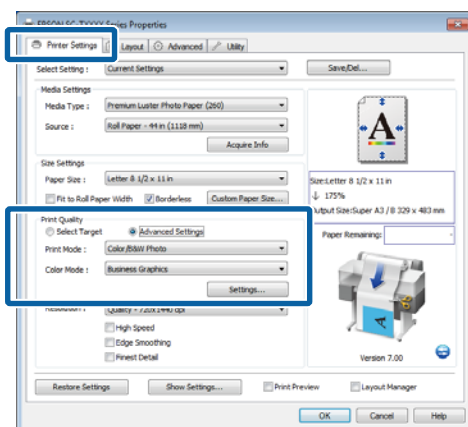 EPSON SC-TXXXX Series Properties
Printer Settings Layout Advanced Utility
Select Setting : Current Settings Save/Del...
Media Settings
Media Type : Premium Luster Photo Paper (260)
Source : Roll Paper - 44 in (1118 mm)
Acquire Info
Size Settings
Paper Size : Letter 8 1/2 x 11 in
Fit to Roll Paper Width Borderless Custom Paper Size...
Size:Letter 8 1/2 x 11 in
↓ 175%
Output Size:Super A3 / B 329 x 483 mm
Print Quality
Select Target Advanced Settings
Print Mode : Color/B&W Photo
Color Mode : Business Graphics
Settings...
Paper Remaining: -
Resolution : Quality - 720x1440 dpi
High Speed
Edge Smoothing
Finest Detail
A
A
Version 7.00
Restore Settings Show Settings... Print Preview Layout Manager
OK Cancel Help